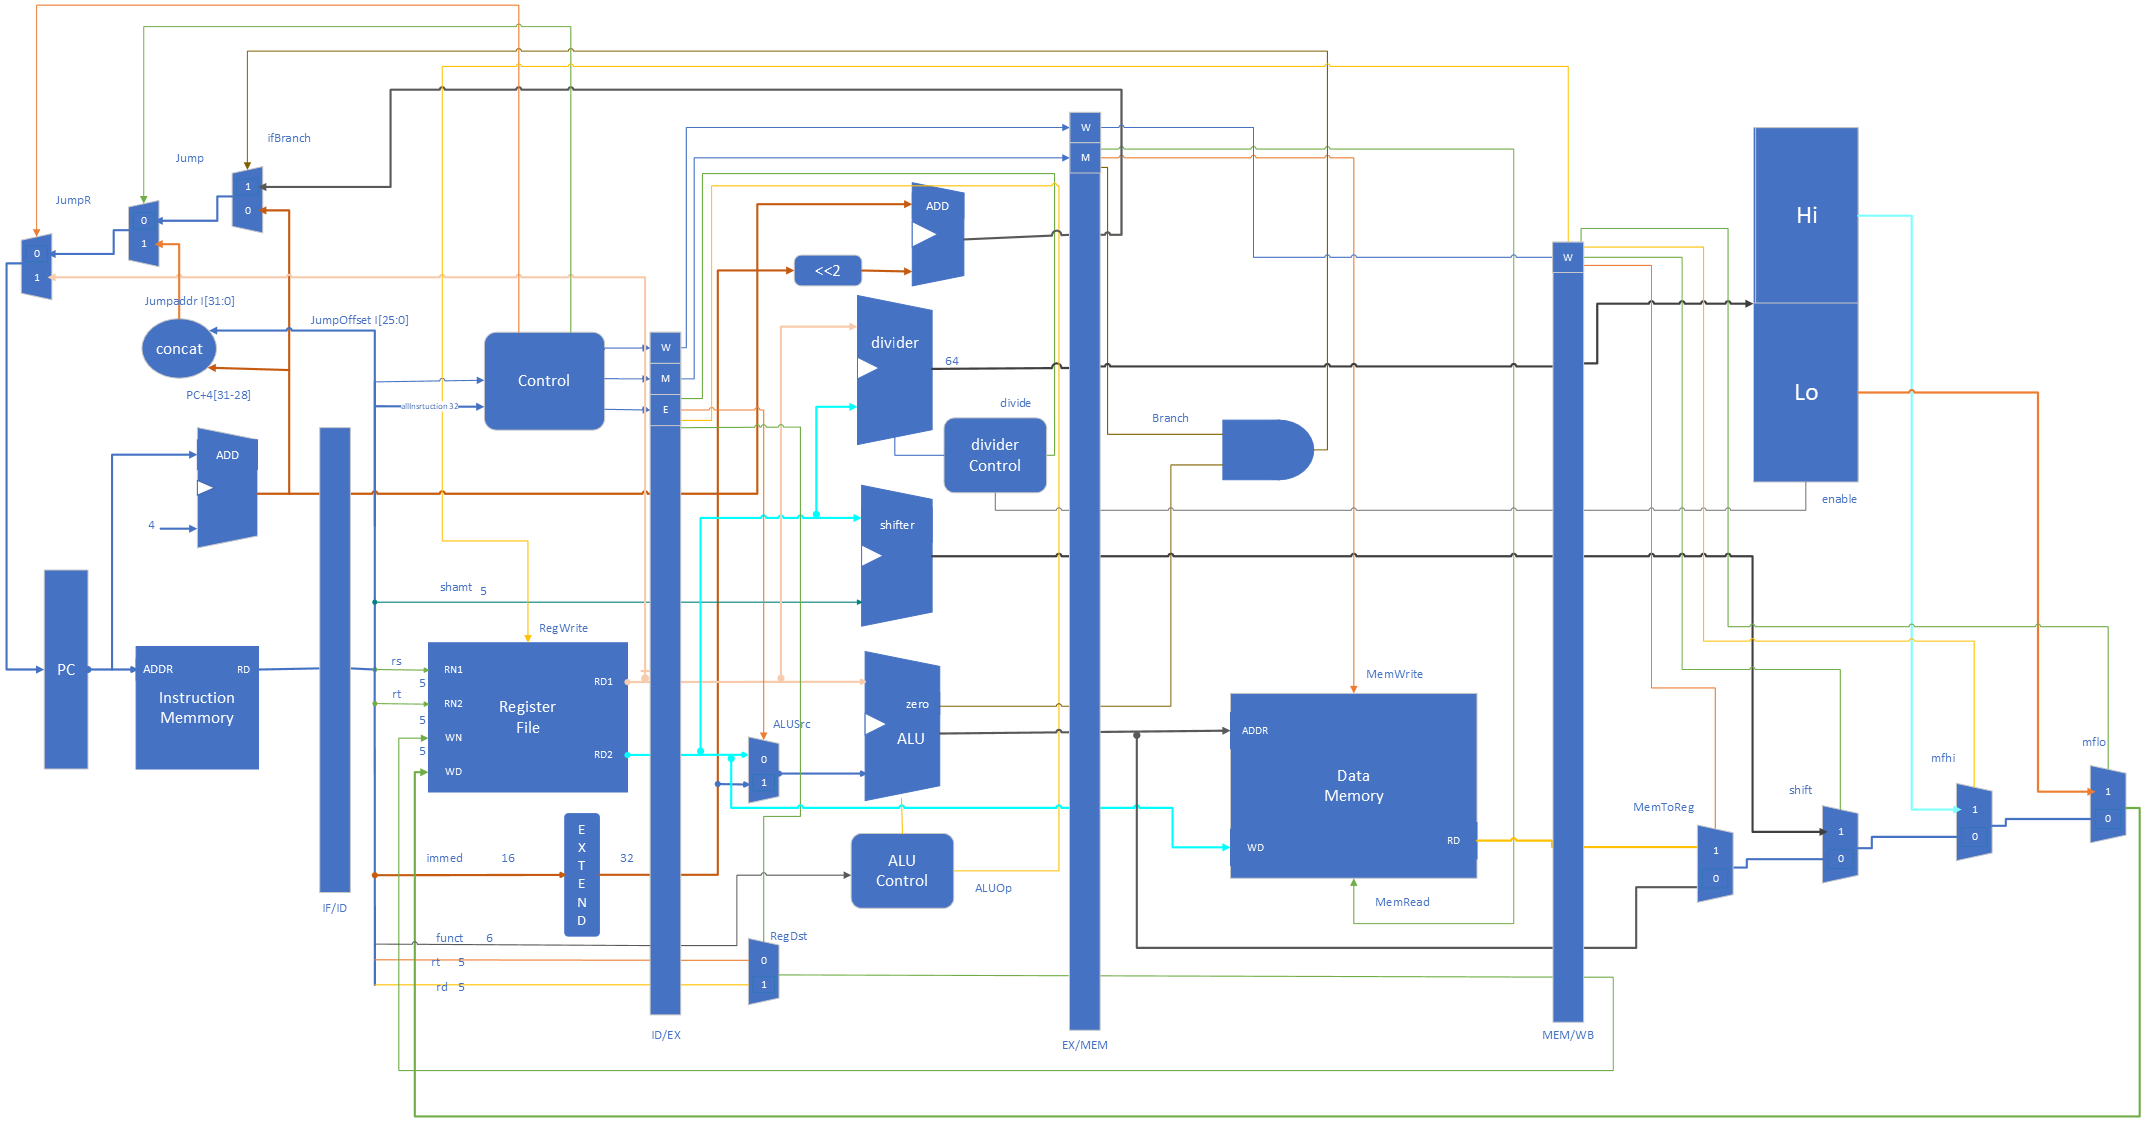 ifBranch
Jump
JumpR
1
0
0
1
0
1
Jumpaddr I[31:0]
JumpOffset I[25:0]
concat
PC+4[31-28]
allInsrtuction 32
Control
W
M
E
W
M
ADD
<<2
divider
64
divide
divider
Control
Branch
W
Hi
Lo
enable
ADD
4
shifter
shamt 5
IF/ID
PC
ADDR
RD
Instruction
Memmory
RegWrite
rs
5
rt
5
5
RN1
RN2
WN
WD
RD1
RD2
Register
File
ALUSrc
0
1
zero
ALU
MemWrite
ADDR
WD
RD
Data
Memory
MemRead
immed 16
E
X
T
E
N
D
32
ALU
Control
ALUOp
funct 6
rt 5
rd 5
RegDst
0
1
MemToReg
1
0
shift
1
0
mfhi
1
0
mflo
1
0
ID/EX
EX/MEM
MEM/WB